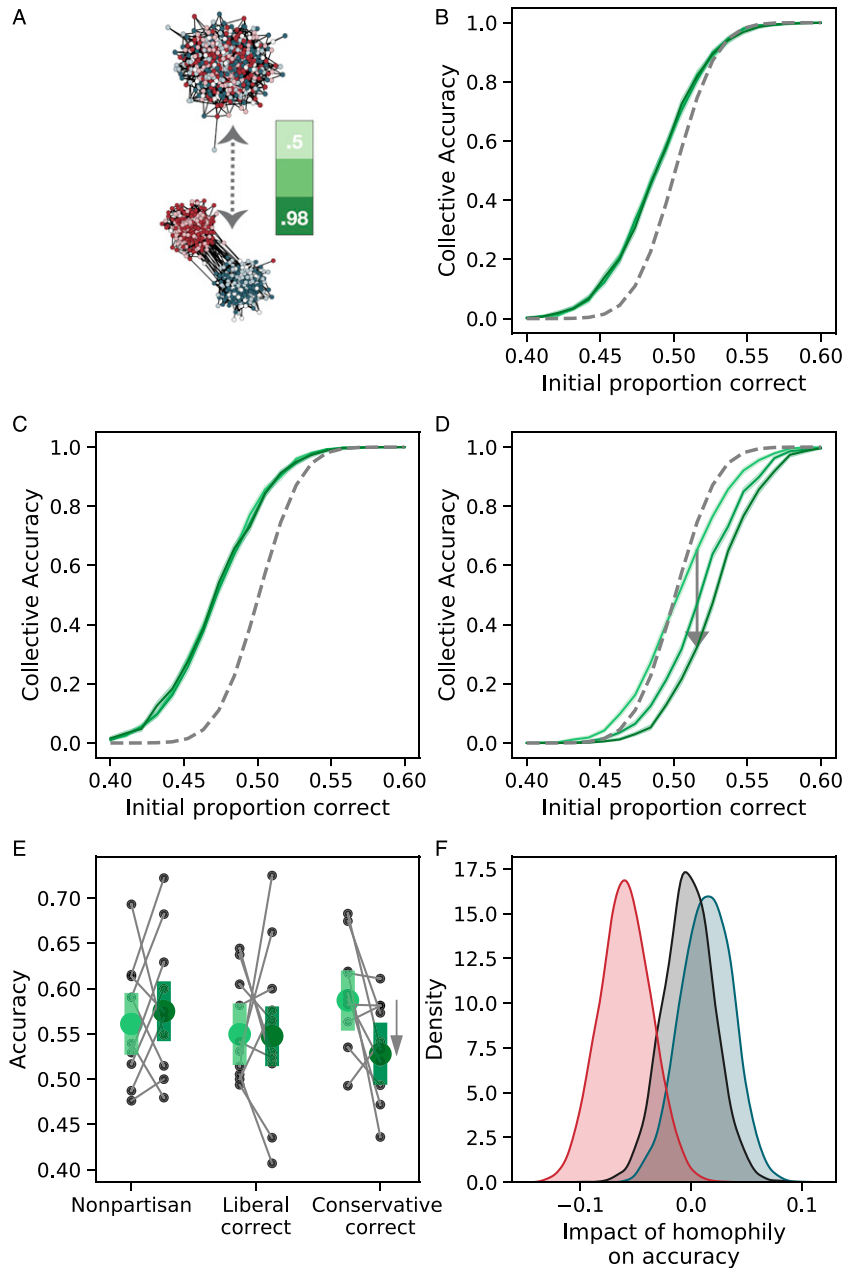 A
.5
.98
B
Collective Accuracy
1.0
0.8
0.6
0.4
0.2
0.0
0.40 0.45 0.50 0.55 0.60
Initial proportion correct
C
Collective Accuracy
1.0
0.8
0.6
0.4
0.2
0.0
0.40 0.45 0.50 0.55 0.60
Initial proportion correct
D
Collective Accuracy
1.0
0.8
0.6
0.4
0.2
0.0
0.40 0.45 0.50 0.55 0.60
Initial proportion correct
E
Accuracy
0.70
0.65
0.60
0.55
0.50
0.45
0.40
Nonpartisan
Liberal
correct
Conservative
correct
F
Density
17.5
15.0
12.5
10.0
7.5
5.0
2.5
0.0
−0.1 0.0 0.1
Impact of homophily
on accuracy